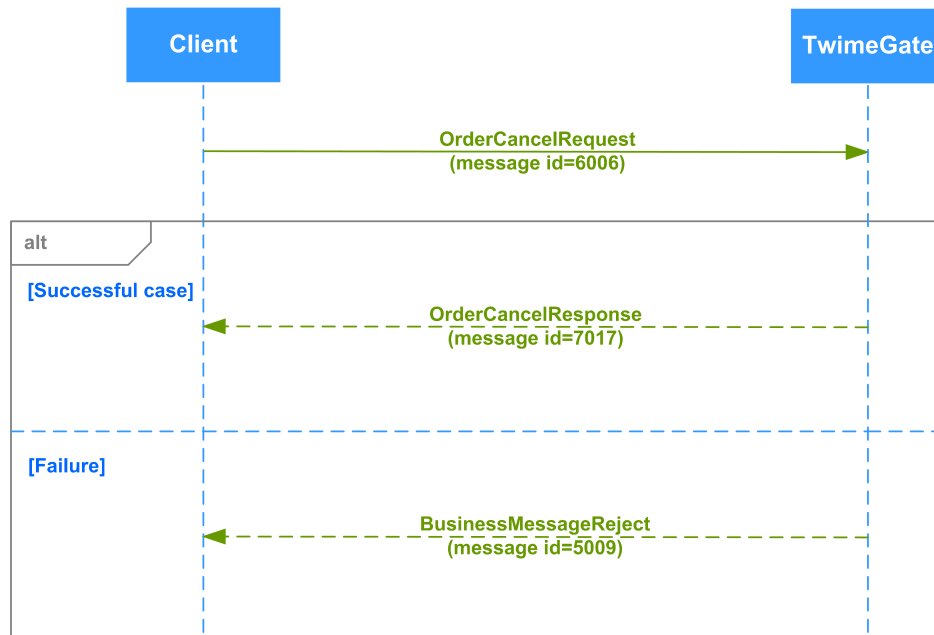 Client
TwimeGate
OrderCancelRequest
(message id=6006)
alt
[Successful case]
OrderCancelResponse
(message id=7017)
[Failure]
BusinessMessageReject
(message id=5009)